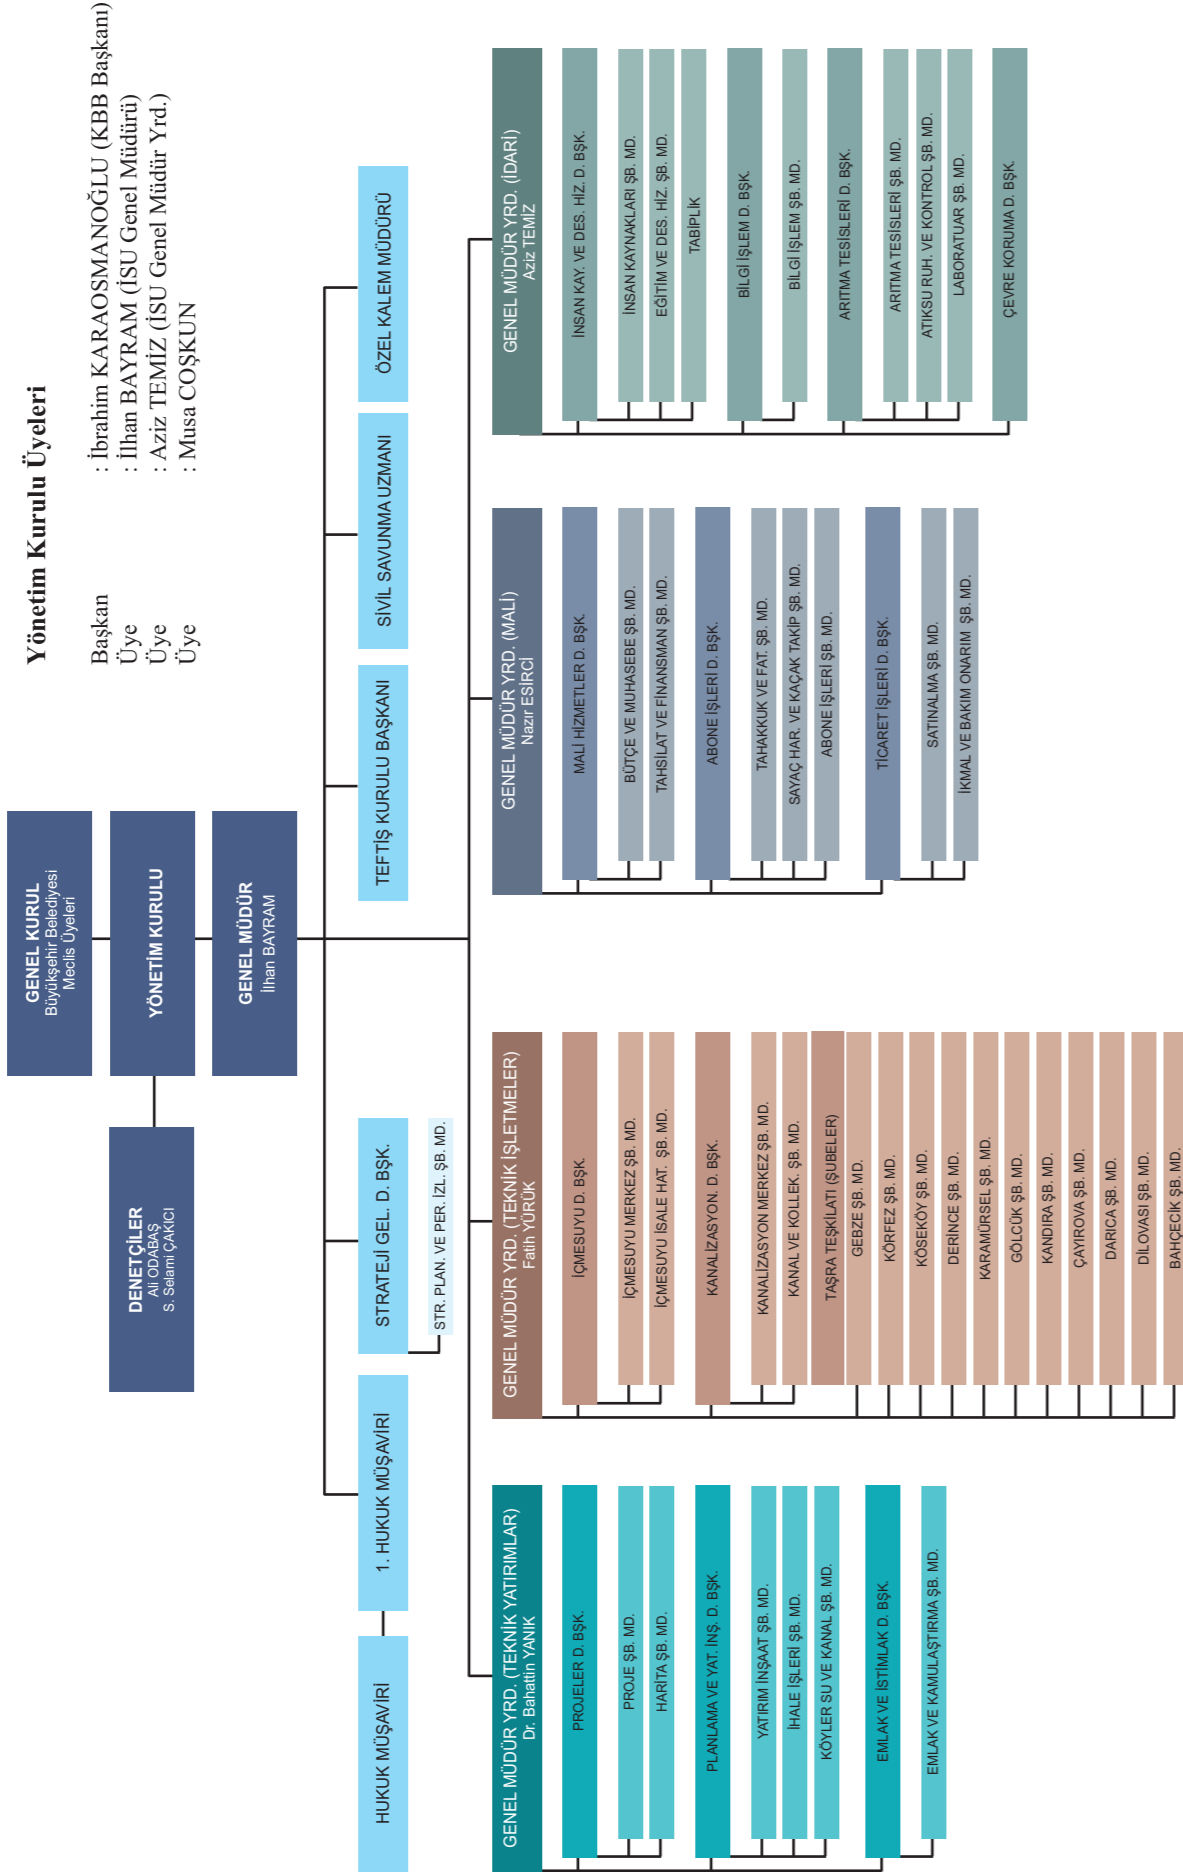 Yönetim Kurulu Üyeleri
Başkan : İbrahim KARAOSMANOĞLU (KBB Başkanı)
Üye : İlhan BAYRAM (İSU Genel Müdürü)
Üye : Aziz TEMİZ (İSU Genel Müdür Yrd.)
Üye : Musa COŞKUN
GENEL KURUL
Büyükşehir Belediyesi
Meclis Üyeleri
YÖNETİM KURULU
DENETÇİLER
Ali ODABAŞ
S. Selami ÇAKICI
GENEL MÜDÜR
İlhan BAYRAM
HUKUK MÜŞAVİRİ
1. HUKUK MÜŞAVİRİ
STRATEJİ GEL. D. BŞK.
STR. PLAN. VE PER. İZL. ŞB. MD.
TEFTİŞ KURULU BAŞKANI
SİVİL SAVUNMA UZMANI
ÖZEL KALEM MÜDÜRÜ
GENEL MÜDÜR YRD. (TEKNİK YATIRIMLAR)
Dr. Bahattin YANIK
PROJELER D. BŞK.
PROJE ŞB. MD.
HARİTA ŞB. MD.
PLANLAMA VE YAT. İNŞ. D. BŞK.
YATIRIM İNŞAAT ŞB. MD.
İHALE İŞLERİ ŞB. MD.
KÖYLER SU VE KANAL ŞB. MD.
EMLAK VE İSTİMLAK D. BŞK.
EMLAK VE KAMULAŞTIRMA ŞB. MD.
GENEL MÜDÜR YRD. (TEKNİK İŞLETMELER)
Fatih YÜRÜK
İÇMESUYU D. BŞK.
İÇMESUYU MERKEZ ŞB. MD.
İÇMESUYU İSALE HAT. ŞB. MD.
KANALİZASYON. D. BŞK.
KANALİZASYON MERKEZ ŞB. MD.
KANAL VE KOLLEK. ŞB. MD.
TAŞRA TEŞKİLATI (ŞUBELER)
GEBZE ŞB. MD.
KÖRFEZ ŞB. MD.
KÖSEKÖY ŞB. MD.
DERİNCE ŞB. MD.
KARAMÜRSEL ŞB. MD.
GÖLCÜK ŞB. MD.
KANDIRA ŞB. MD.
ÇAYIROVA ŞB. MD.
DARICA ŞB. MD.
DİLOVASI ŞB. MD.
BAHÇECİK ŞB. MD.
GENEL MÜDÜR YRD. (MALİ)
Nazır ESİRCİ
MALİ HİZMETLER D. BŞK.
BÜTÇE VE MUHASEBE ŞB. MD.
TAHSİLAT VE FİNANSMAN ŞB. MD.
ABONE İŞLERİ D. BŞK.
TAHAKKUK VE FAT. ŞB. MD.
SAYAÇ HAR. VE KAÇAK TAKİP ŞB. MD.
ABONE İŞLERİ ŞB. MD.
TİCARET İŞLERİ D. BŞK.
SATINALMA ŞB. MD.
İKMAL VE BAKIM ONARIM ŞB. MD.
GENEL MÜDÜR YRD. (İDARİ)
Aziz TEMİZ
İNSAN KAY. VE DES. HİZ. D. BŞK.
İNSAN KAYNAKLARI ŞB. MD.
EĞİTİM VE DES. HİZ. ŞB. MD.
TABİPLİK
BİLGİ İŞLEM D. BŞK.
BİLGİ İŞLEM ŞB. MD.
ARITMA TESİSLERİ D. BŞK.
ARITMA TESİSLERİ ŞB. MD.
ATIKSU RUH. VE KONTROL ŞB. MD.
LABORATUAR ŞB. MD.
ÇEVRE KORUMA D. BŞK.